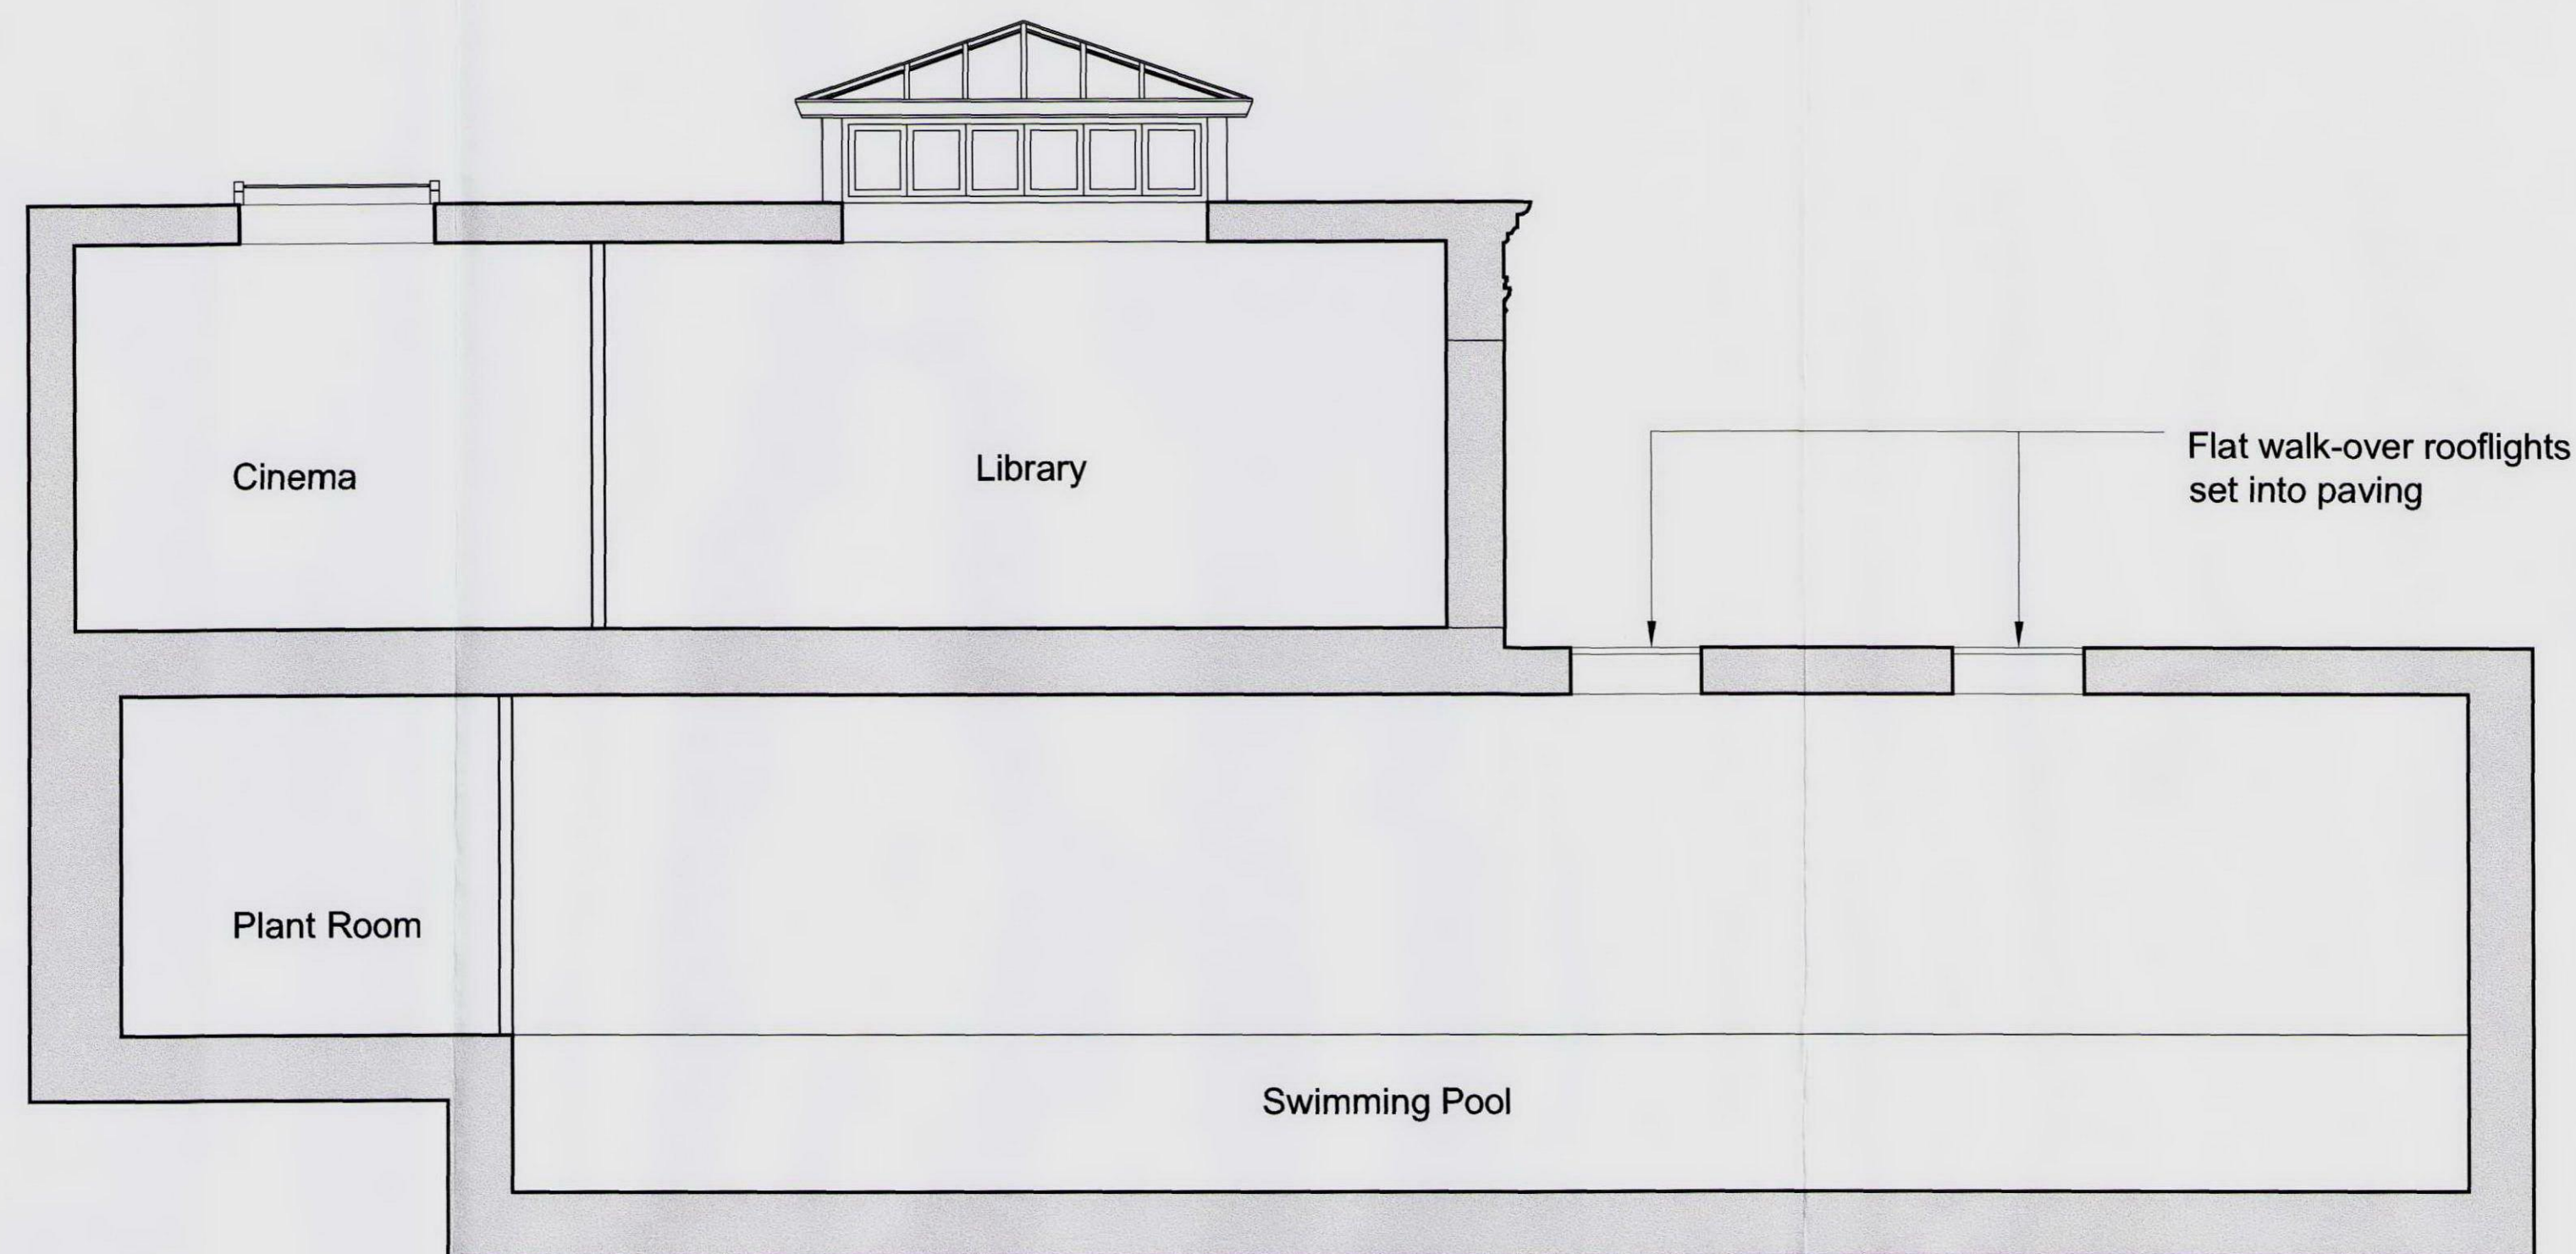 Cinema
Library
Flat walk-over rooflights
set into paving
Plant Room
Swimming Pool